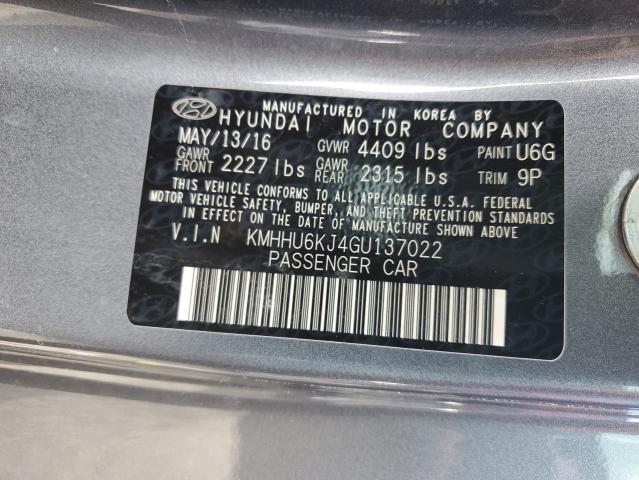 MANUFACTURED IN KOREA BY
HYUNDAI MOTOR COMPANY
MAY/13/16 GVWR 4409 lbs PAINT U6G
GAWR FRONT 2227 lbs GAWR REAR 2315 lbs TRIM 9P
THIS VEHICLE CONFORMS TO ALL APPLICABLE U.S.A. FEDERAL
MOTOR VEHICLE SAFETY, BUMPER, AND THEFT PREVENTION STANDARDS
IN EFFECT ON THE DATE OF MANUFACTURE SHOWN ABOVE.
V.I.N KMHHU6KJ4GU137022
PASSENGER CAR